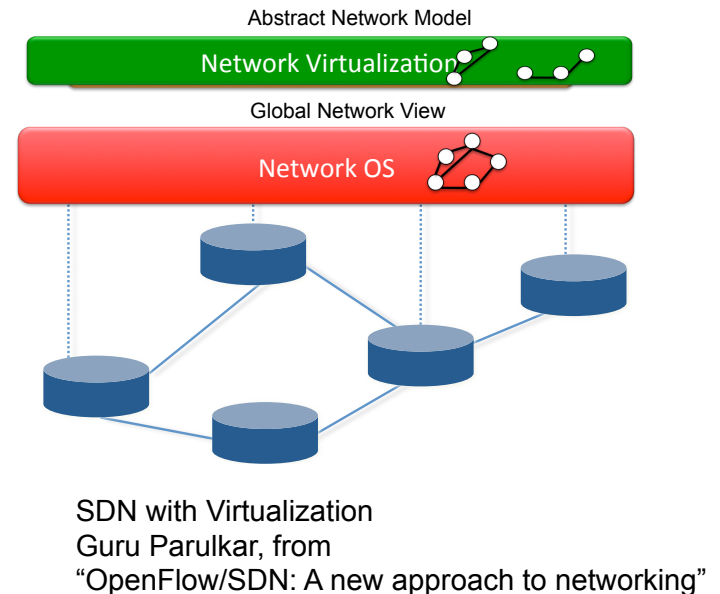 Abstract Network Model
Network Virtualization
Global Network View
Network OS
SDN with Virtualization
Guru Parulkar, from
“OpenFlow/SDN: A new approach to networking”